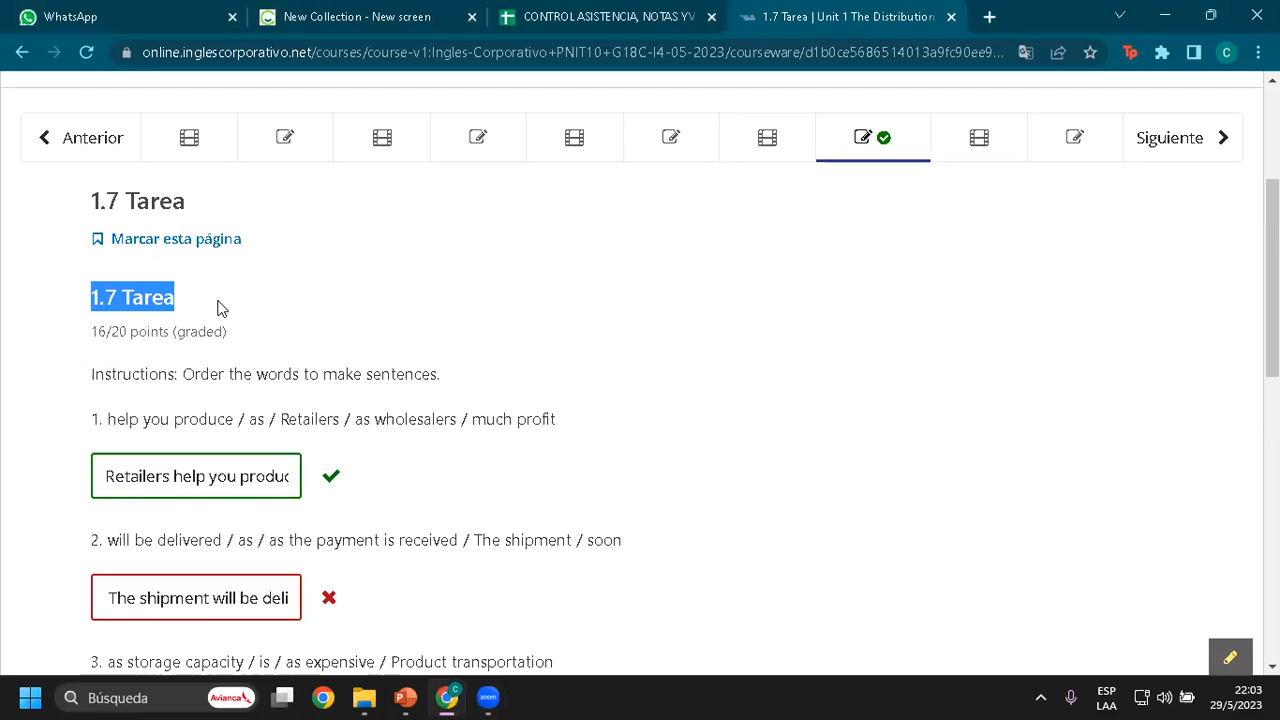 WhatsApp
New Collection - New screen
CONTROL ASISTENCIA, NOTAS YV
1.7 Tarea | Unit 1 The Distribution
online.inglescorporativo.net/courses/course-v1:Ingles-Corporativo+PNIT10+G18C-I4-05-2023/courseware/d1b0ce5686514013a9fc90ee9...
Tp
C
Anterior
Siguiente
1.7 Tarea
Marcar esta página
1.7 Tarea
16/20 points (graded)
Instructions: Order the words to make sentences.
1. help you produce / as / Retailers / as wholesalers / much profit
Retailers help you produc
2. will be delivered / as / as the payment is received / The shipment / soon
The shipment will be deli
3. as storage capacity / is / as expensive / Product transportation
Búsqueda
Avianca
C
zoom
ESP
LAA
22:03
29/5/2023